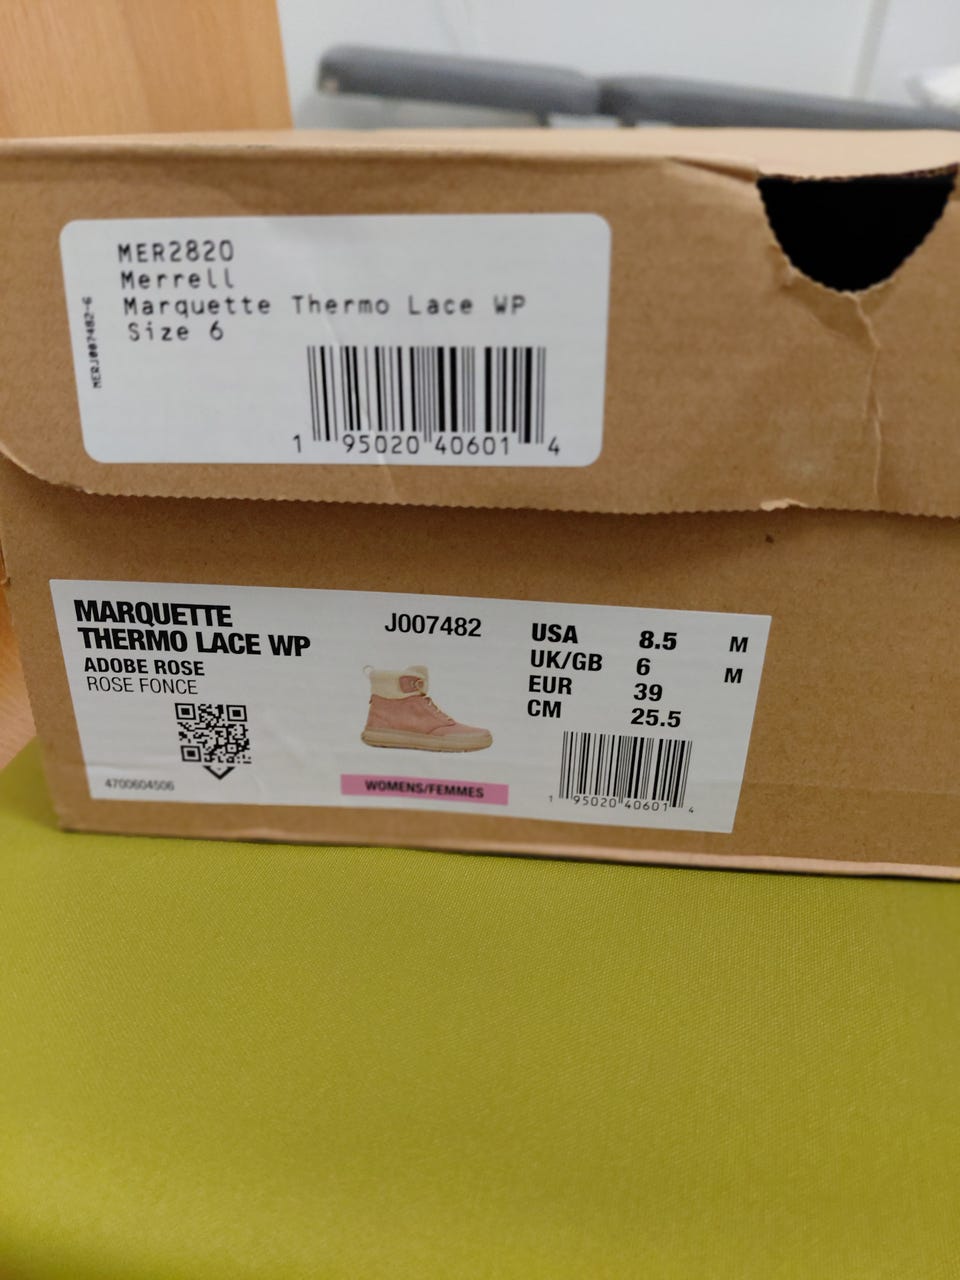 MER2820
Merrell
Marquette Thermo Lace WP
Size 6
MERJ007482-6
1 95020 40601 4
MARQUETTE
THERMO LACE WP
ADOBE ROSE
ROSE FONCE
4700604506
J007482
WOMENS/FEMMES
USA 8.5 M
UK/GB 6 M
EUR 39
CM 25.5
1 95020 40601 4